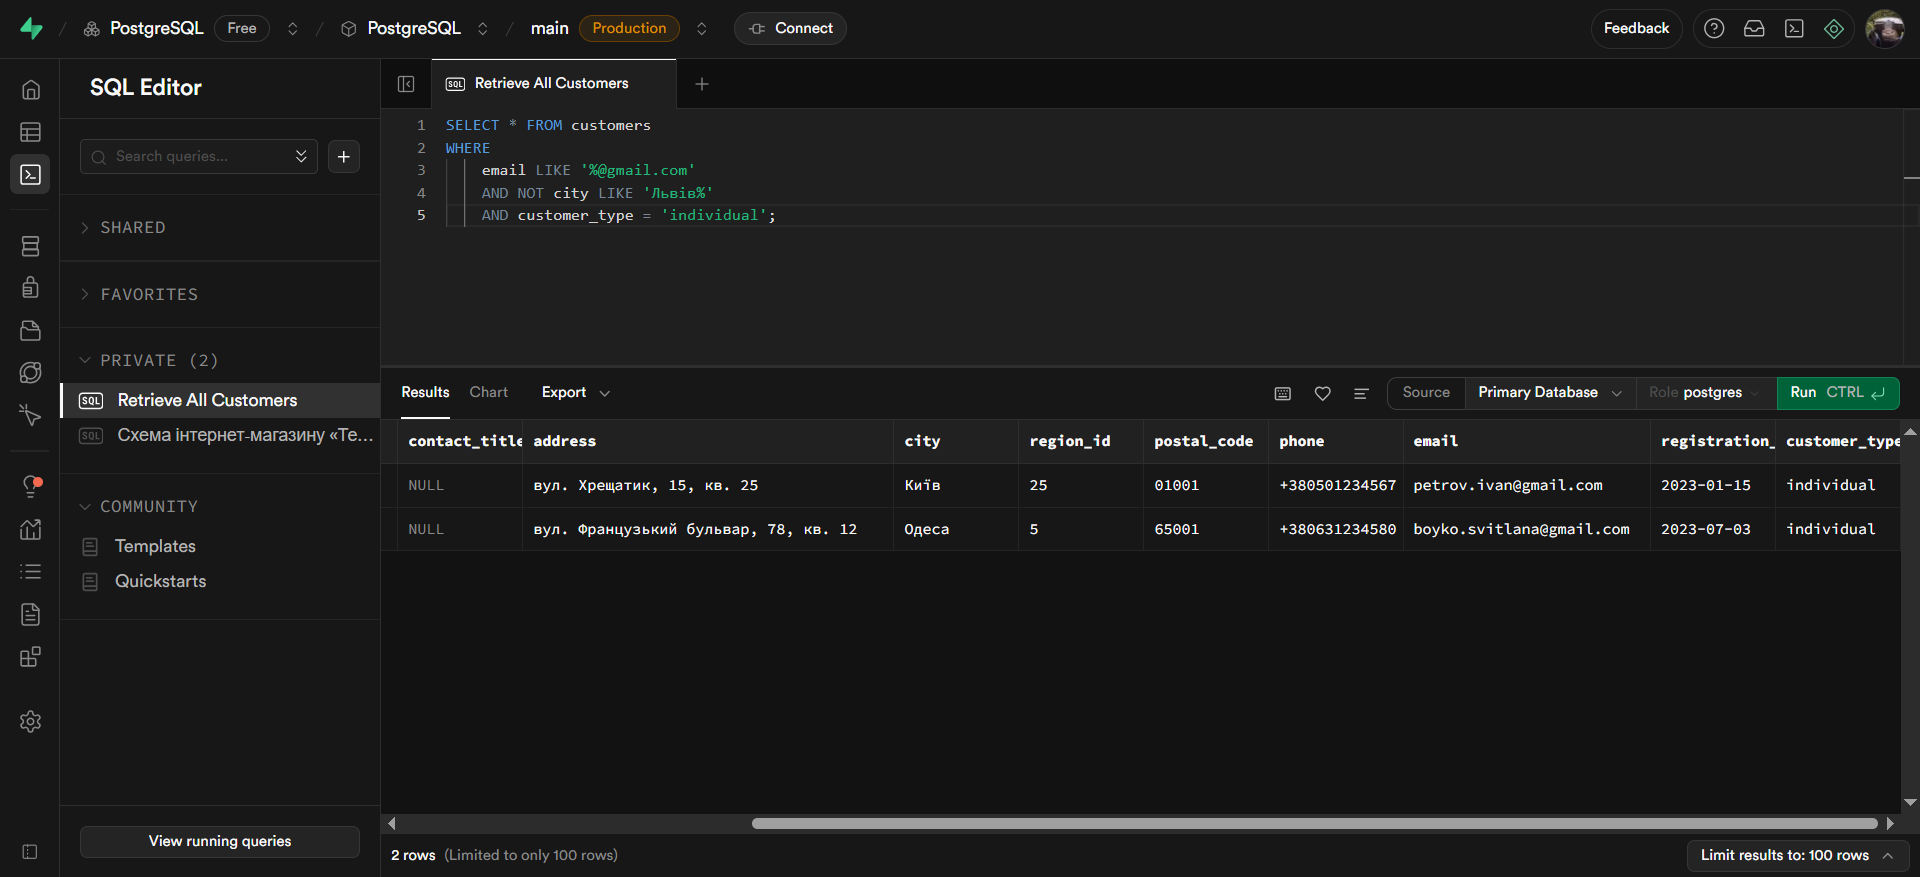 PostgreSQL Free PostgreSQL main Production Connect Feedback
SQL Editor
SQL Retrieve All Customers
Search queries...
1 SELECT * FROM customers
2 WHERE
3 email LIKE '%@gmail.com'
4 AND NOT city LIKE 'Львів%'
5 AND customer_type = 'individual';
SHARED
FAVORITES
PRIVATE (2)
SQL Retrieve All Customers
SQL Схема інтернет-магазину «Те...
COMMUNITY
Templates
Quickstarts
View running queries
Results Chart Export Source Primary Database Role postgres Run CTRL
contact_title address city region_id postal_code phone email registration_ customer_type
NULL вул. Хрещатик, 15, кв. 25 Київ 25 01001 +380501234567 petrov.ivan@gmail.com 2023-01-15 individual
NULL вул. Французький бульвар, 78, кв. 12 Одеса 5 65001 +380631234580 boyko.svitlana@gmail.com 2023-07-03 individual
2 rows (Limited to only 100 rows) Limit results to: 100 rows